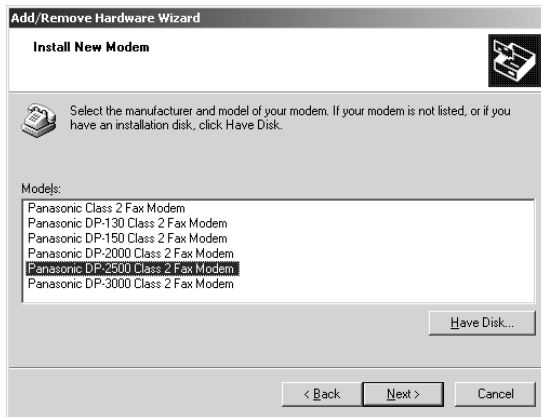 Add/Remove Hardware Wizard
Install New Modem
Select the manufacturer and model of your modem. If your modem is not listed, or if you
have an installation disk, click Have Disk.
Models:
Panasonic Class 2 Fax Modem
Panasonic DP-130 Class 2 Fax Modem
Panasonic DP-150 Class 2 Fax Modem
Panasonic DP-2000 Class 2 Fax Modem
Panasonic DP-2500 Class 2 Fax Modem
Panasonic DP-3000 Class 2 Fax Modem
Have Disk...
< Back Next > Cancel